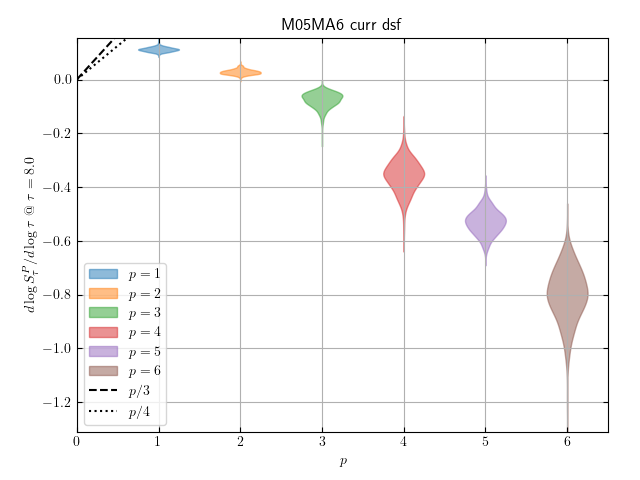 M05MA6 curr dsf
d log S_τ^P / d log τ @ τ = 8.0
0.0
−0.2
−0.4
−0.6
−0.8
−1.0
−1.2
p = 1
p = 2
p = 3
p = 4
p = 5
p = 6
p/3
p/4
0 1 2 3 4 5 6
p